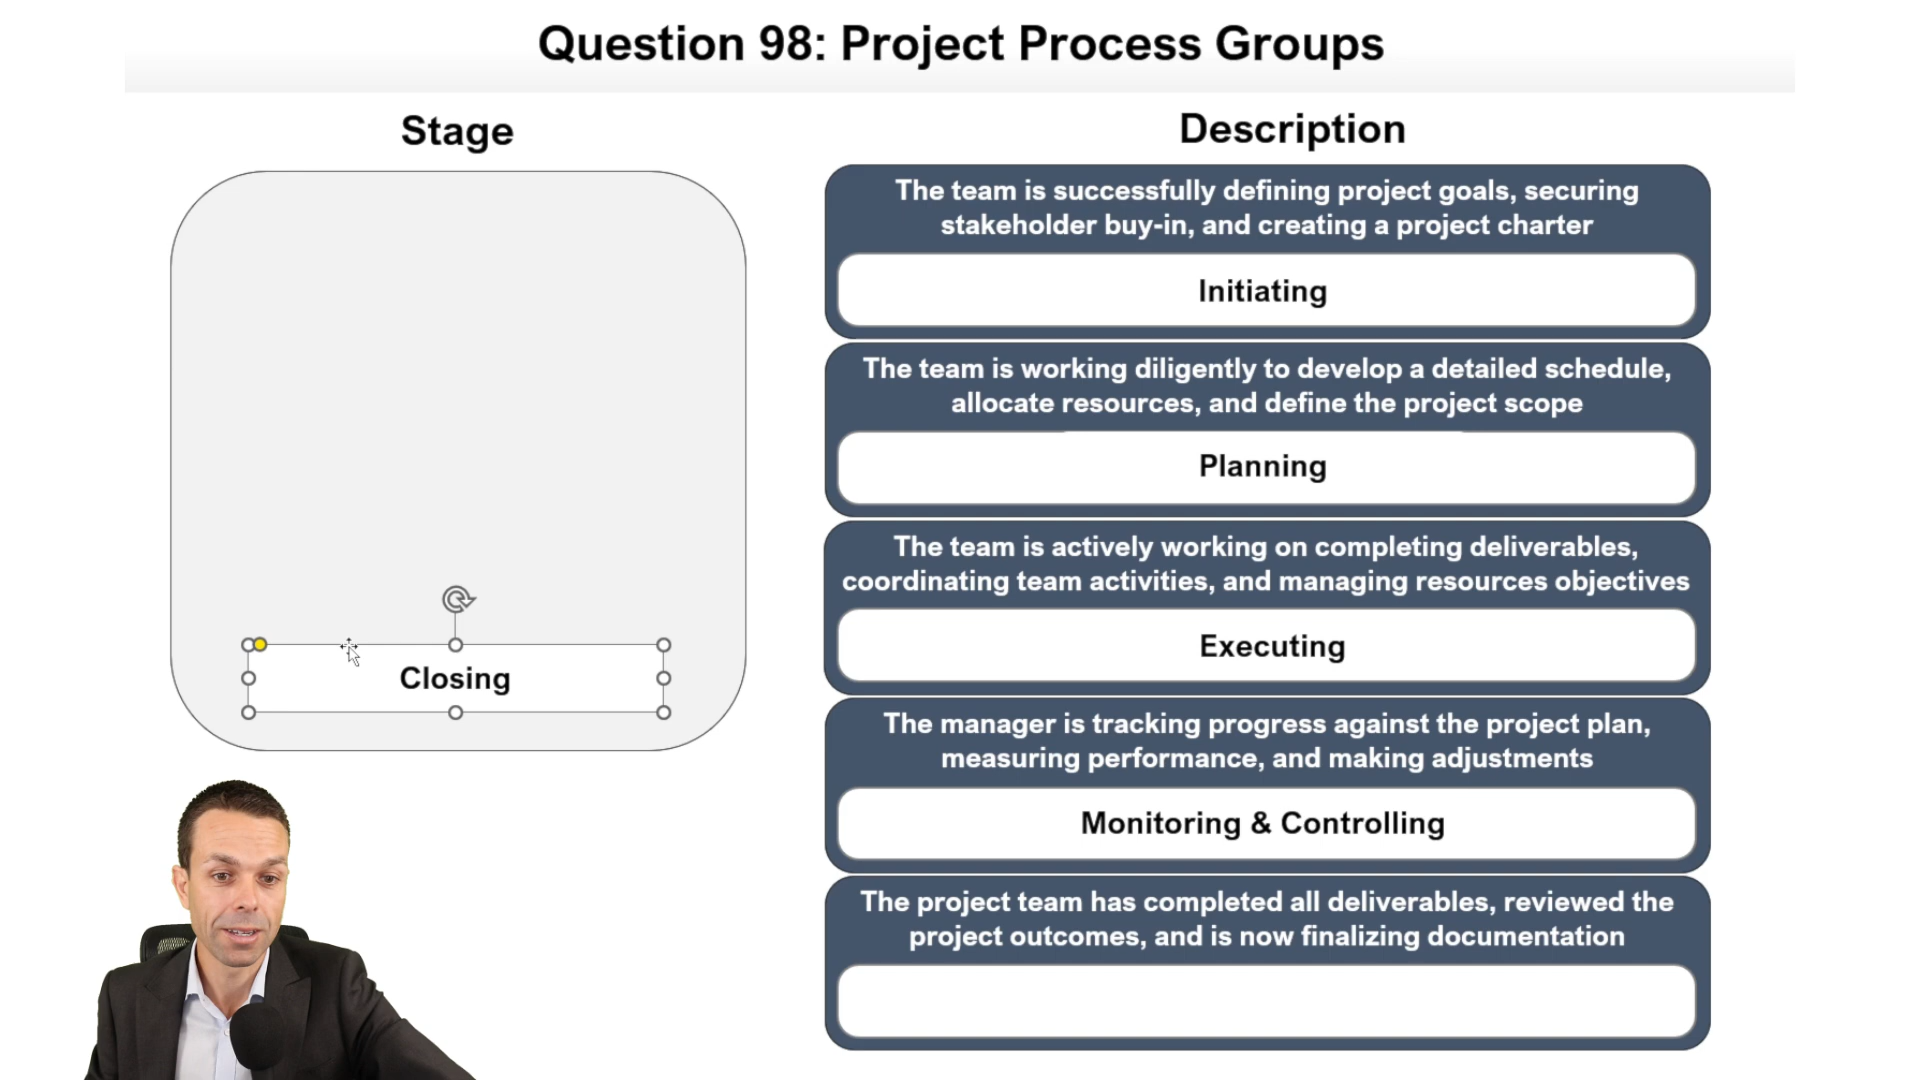 Question 98: Project Process Groups
Stage
Closing
Description
The team is successfully defining project goals, securing
stakeholder buy-in, and creating a project charter
Initiating
The team is working diligently to develop a detailed schedule,
allocate resources, and define the project scope
Planning
The team is actively working on completing deliverables,
coordinating team activities, and managing resources objectives
Executing
The manager is tracking progress against the project plan,
measuring performance, and making adjustments
Monitoring & Controlling
The project team has completed all deliverables, reviewed the
project outcomes, and is now finalizing documentation